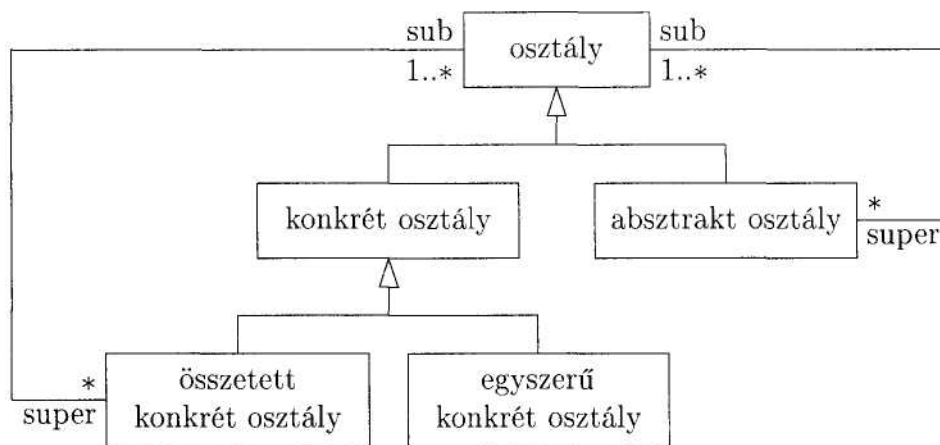 sub
osztály
sub
1..*
1..*
konkrét osztály
absztrakt osztály
*
super
összetett
konkrét osztály
egyszerű
konkrét osztály
*
super